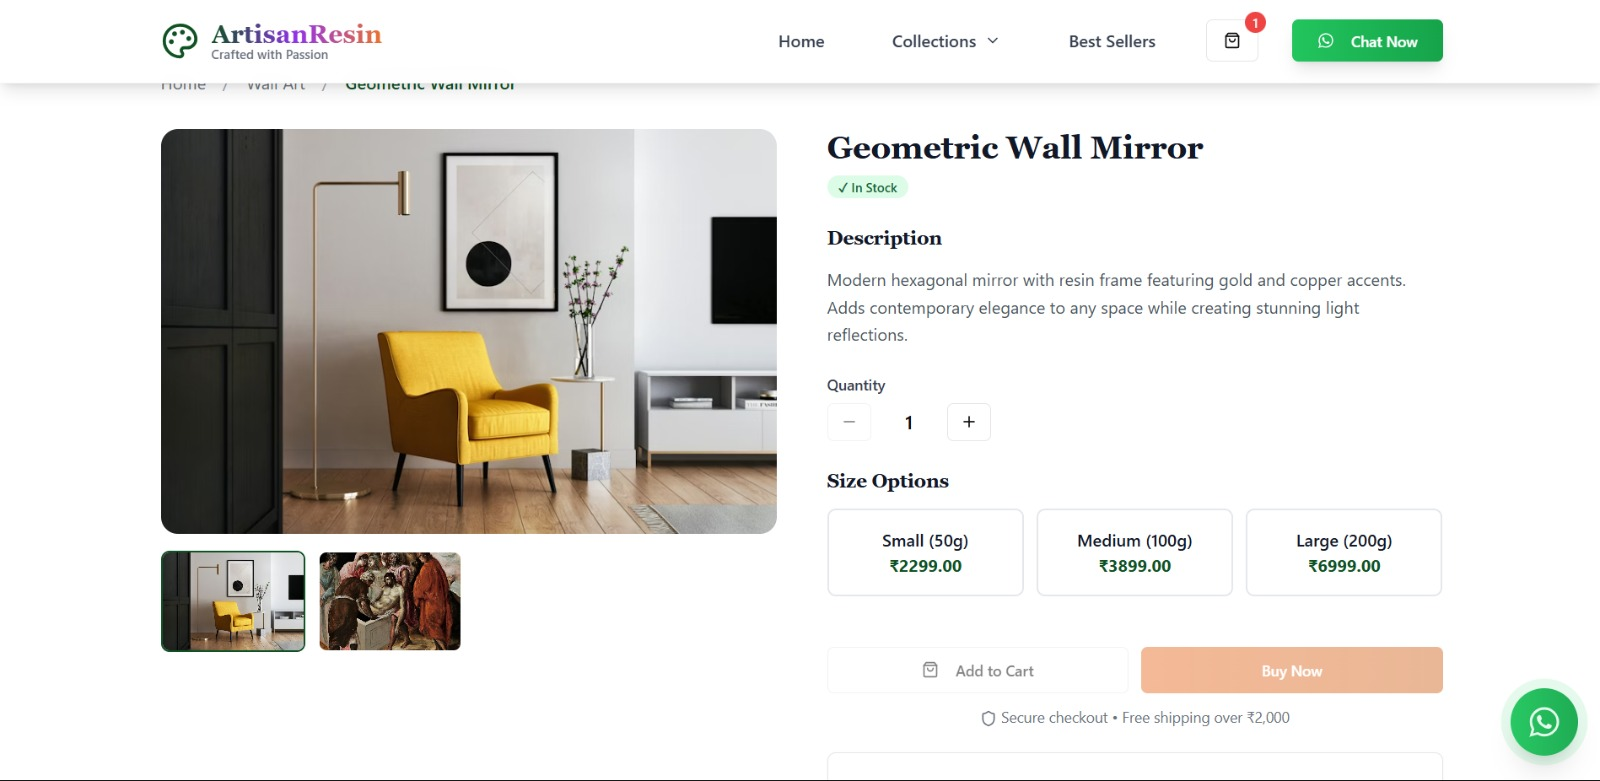 ArtisanResin
Crafted with Passion
Home
Collections
Best Sellers
1
Chat Now
Home / Wall Art / Geometric Wall Mirror
Geometric Wall Mirror
✓ In Stock
Description
Modern hexagonal mirror with resin frame featuring gold and copper accents.
Adds contemporary elegance to any space while creating stunning light
reflections.
Quantity
− 1 +
Size Options
Small (50g)
₹2299.00
Medium (100g)
₹3899.00
Large (200g)
₹6999.00
Add to Cart
Buy Now
Secure checkout • Free shipping over ₹2,000